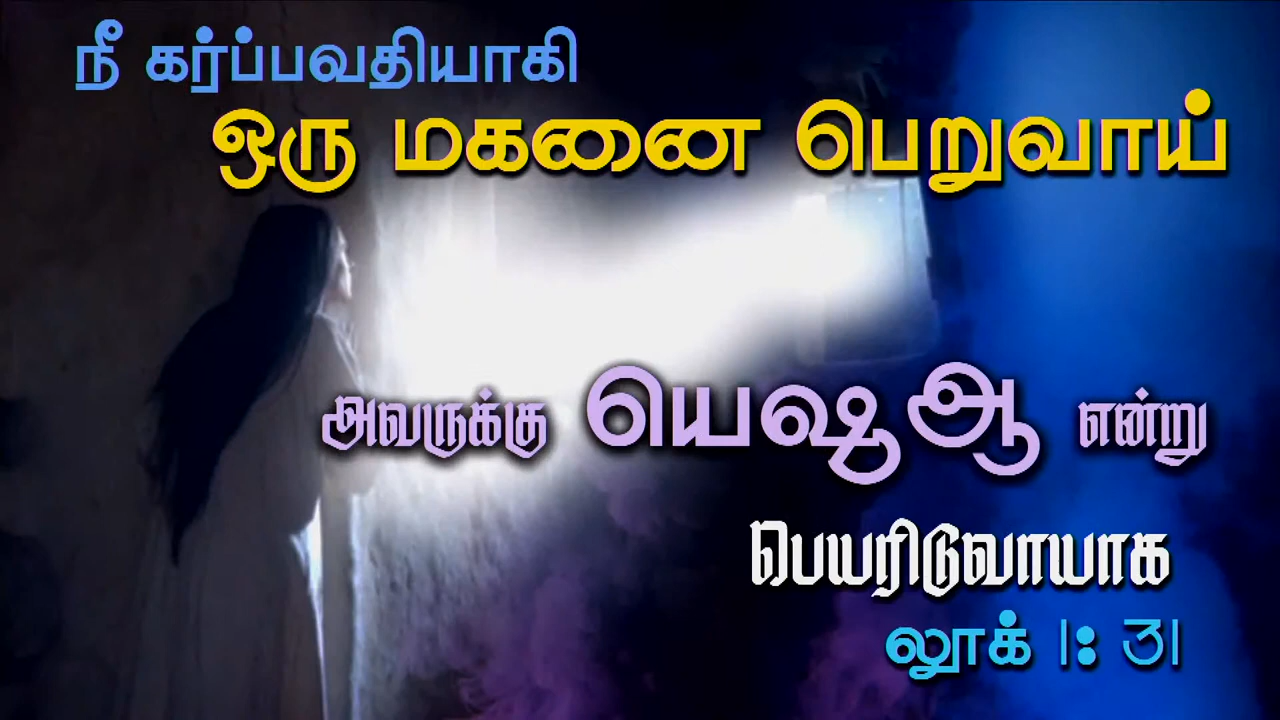 நீ கர்ப்பவதியாகி
ஒரு மகனை பெறுவாய்
அவருக்கு யெஷுஆ என்று
பெயரிடுவாயாக
லூக் 1: 31